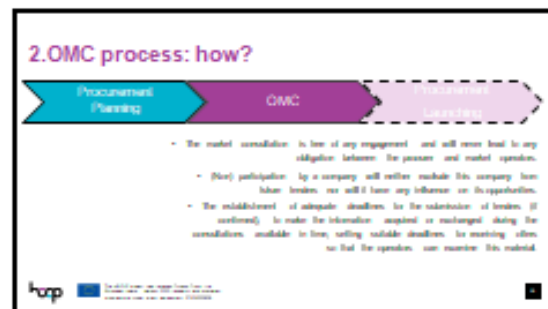 2.OMC process: how?
Procurement
Planning
OMC
Procurement
Launching
• The market consultation is free of any engagement and will never lead to any
obligation between the procurer and market operators.
• (Non) participation by a company will neither exclude this company from
future tenders nor will it have any influence on its opportunities.
• The establishment of adequate deadlines for the submission of tenders (if
confirmed), to make the information acquired or exchanged during the
consultations available in time, setting suitable deadlines for receiving offers
so that the operators can examine this material.